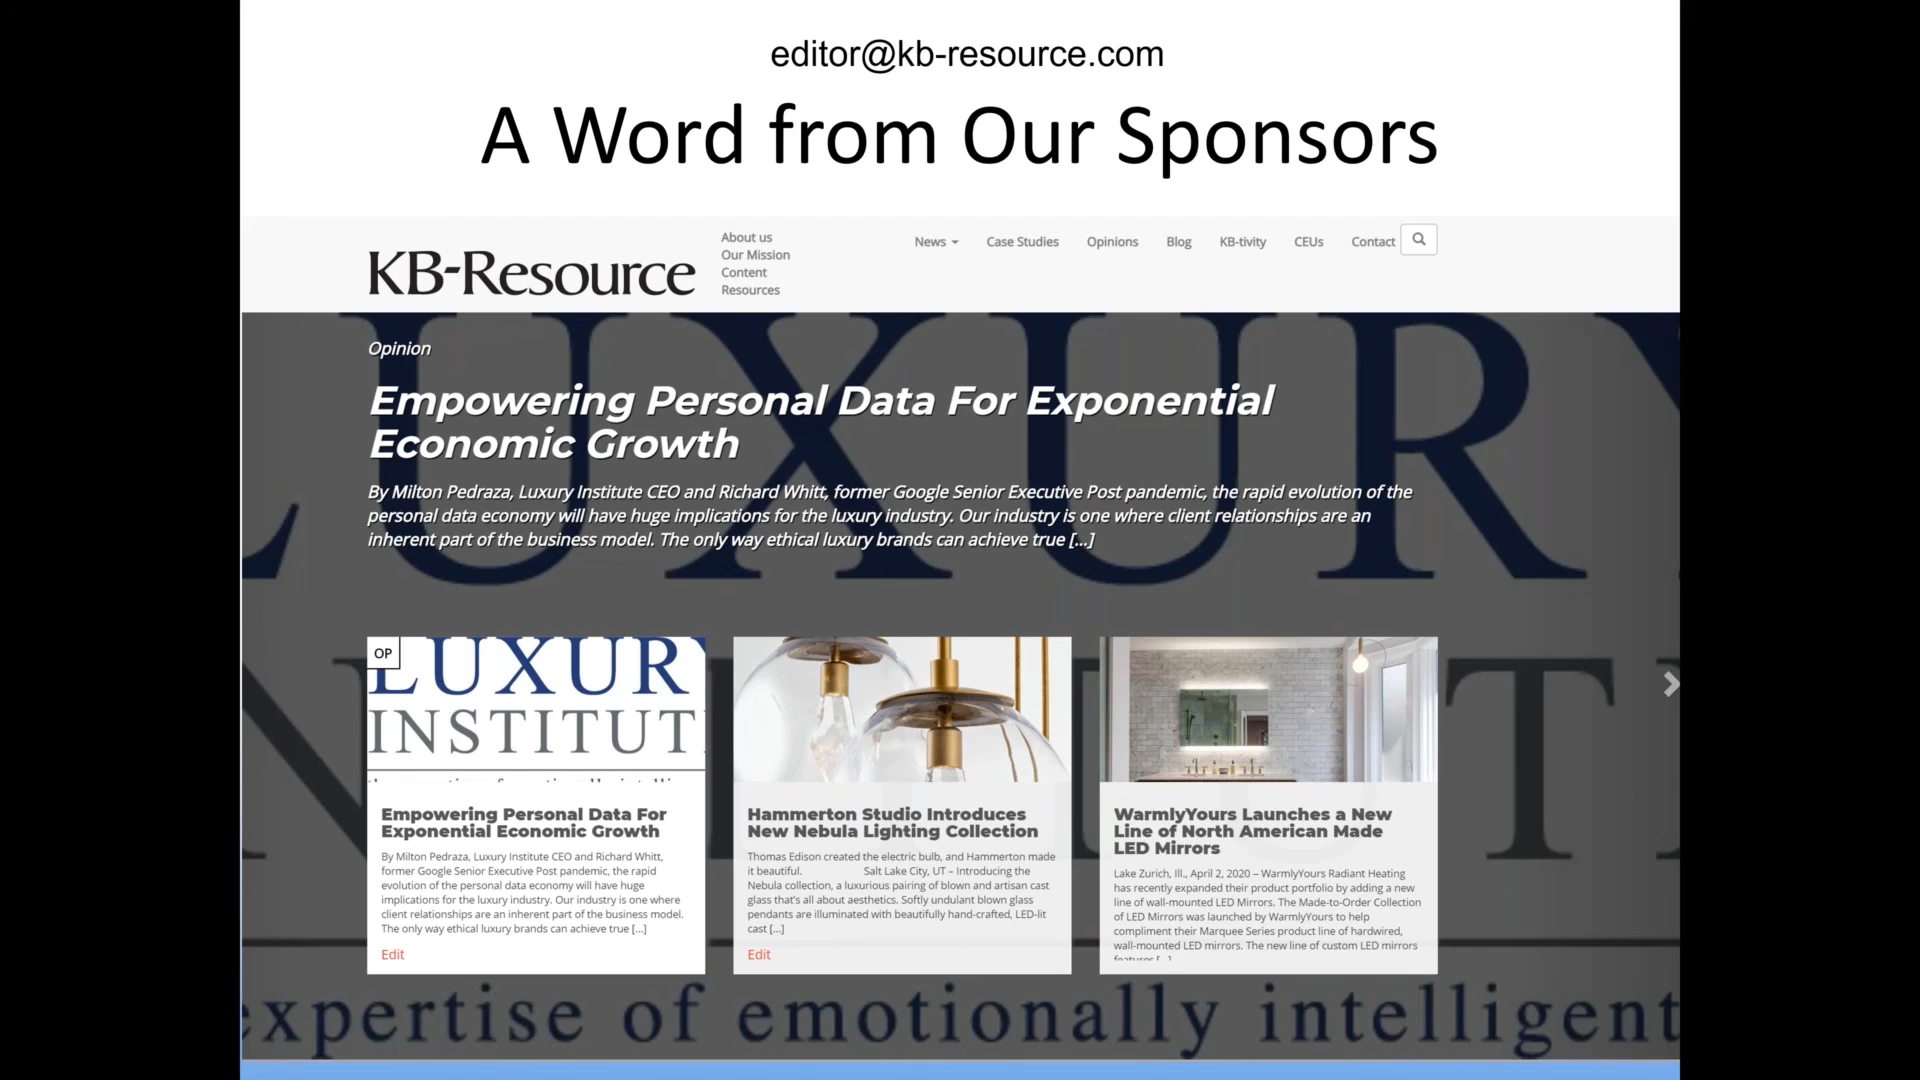 editor@kb-resource.com
A Word from Our Sponsors
KB-Resource
About us
Our Mission
Content
Resources
News
Case Studies
Opinions
Blog
KB-tivity
CEUs
Contact
LUXURY
Opinion
Empowering Personal Data For Exponential
Economic Growth
By Milton Pedraza, Luxury Institute CEO and Richard Whitt, former Google Senior Executive Post pandemic, the rapid evolution of the
personal data economy will have huge implications for the luxury industry. Our industry is one where client relationships are an
inherent part of the business model. The only way ethical luxury brands can achieve true [...]
OP
LUXUR
INSTITUT
Empowering Personal Data For
Exponential Economic Growth
By Milton Pedraza, Luxury Institute CEO and Richard Whitt,
former Google Senior Executive Post pandemic, the rapid
evolution of the personal data economy will have huge
implications for the luxury industry. Our industry is one where
client relationships are an inherent part of the business model.
The only way ethical luxury brands can achieve true [...]
Edit
Hammerton Studio Introduces
New Nebula Lighting Collection
Thomas Edison created the electric bulb, and Hammerton made
it beautiful. Salt Lake City, UT – Introducing the
Nebula collection, a luxurious pairing of blown and artisan cast
glass that's all about aesthetics. Softly undulant blown glass
pendants are illuminated with beautifully hand-crafted, LED-lit
cast [...]
Edit
WarmlyYours Launches a New
Line of North American Made
LED Mirrors
Lake Zurich, Ill., April 2, 2020 – WarmlyYours Radiant Heating
has recently expanded their product portfolio by adding a new
line of wall-mounted LED Mirrors. The Made-to-Order Collection
of LED Mirrors was launched by WarmlyYours to help
compliment their Marquee Series product line of hardwired,
wall-mounted LED mirrors. The new line of custom LED mirrors
features [...]
expertise of emotionally intelligent